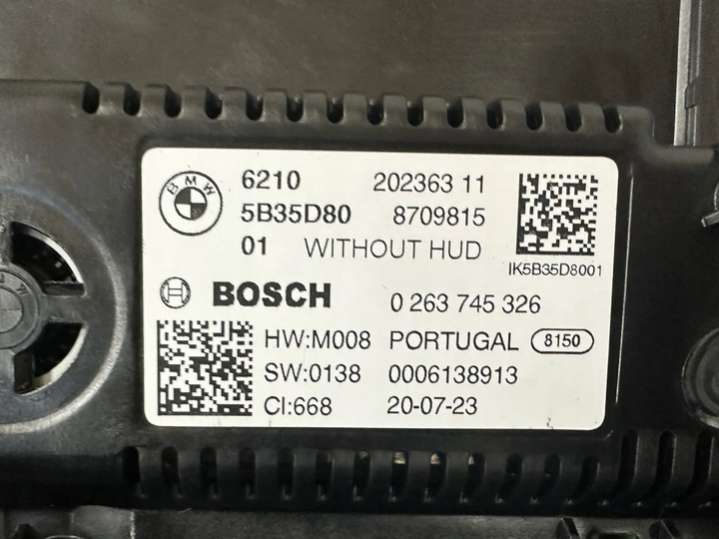 BMW
6210 202363 11
5B35D80 8709815
01 WITHOUT HUD
IK5B35D8001
BOSCH 0 263 745 326
HW:M008 PORTUGAL 8150
SW:0138 0006138913
CI:668 20-07-23